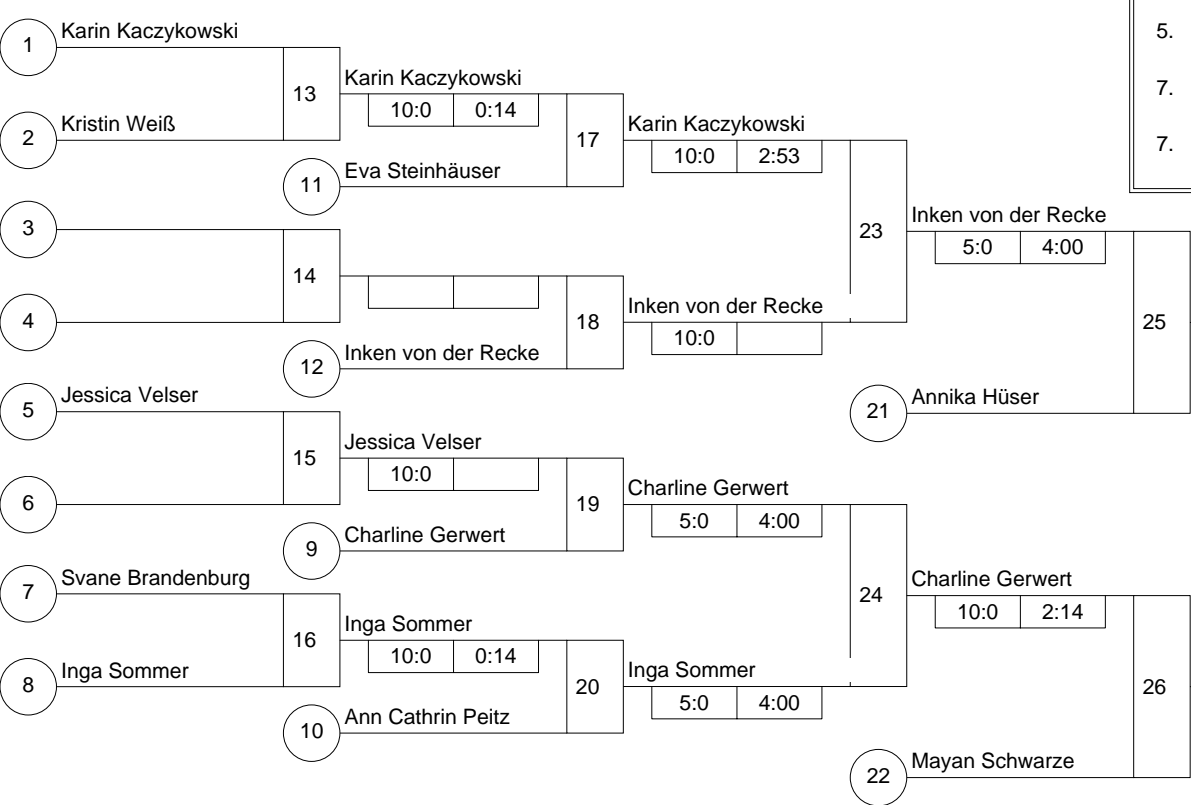 5.
1 Karin Kaczykowski
7.
13 Karin Kaczykowski
10:0 0:14
2 Kristin Weiß
17 Karin Kaczykowski
10:0 2:53
7.
11 Eva Steinhäuser
3
23 Inken von der Recke
5:0 4:00
14
4
18 Inken von der Recke
10:0
25
12 Inken von der Recke
5 Jessica Velser
21 Annika Hüser
15 Jessica Velser
10:0
6
19 Charline Gerwert
5:0 4:00
9 Charline Gerwert
7 Svane Brandenburg
24 Charline Gerwert
10:0 2:14
16 Inga Sommer
10:0 0:14
8 Inga Sommer
20 Inga Sommer
5:0 4:00
26
10 Ann Cathrin Peitz
22 Mayan Schwarze